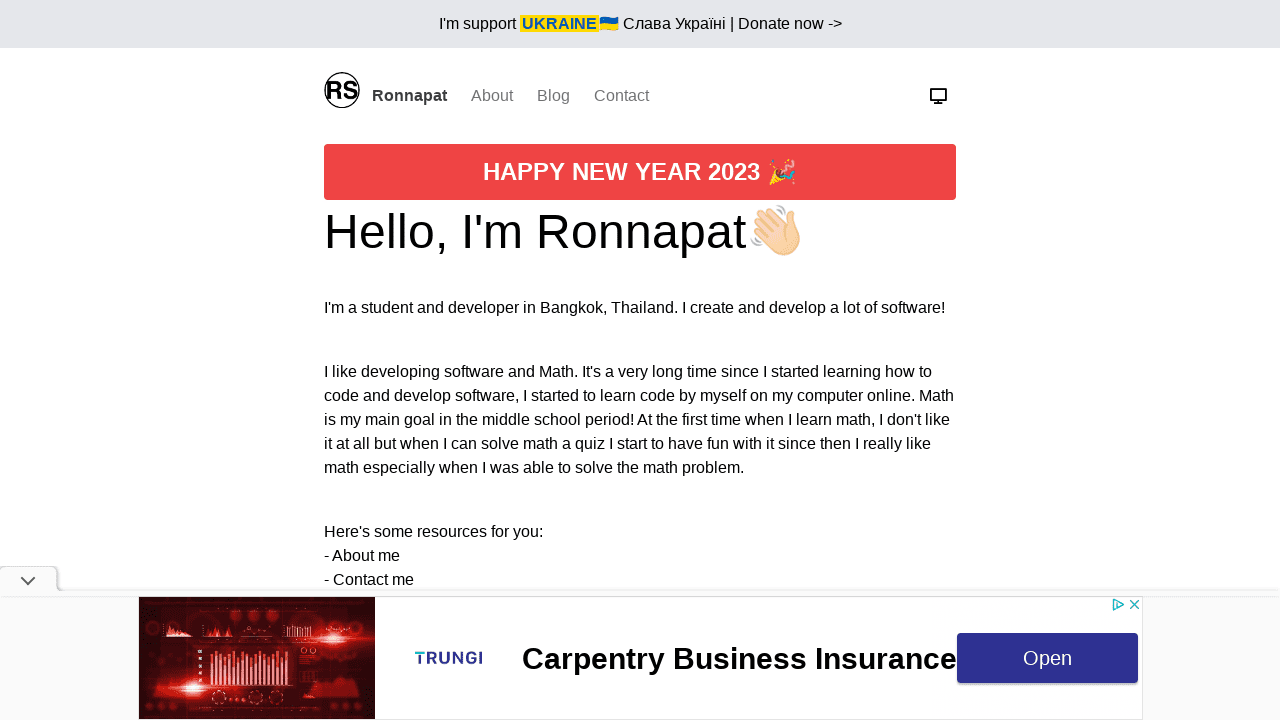 I'm support UKRAINE🇺🇦 Слава Україні | Donate now ->
RS Ronnapat About Blog Contact
HAPPY NEW YEAR 2023 🎉
Hello, I'm Ronnapat👋🏻
I'm a student and developer in Bangkok, Thailand. I create and develop a lot of software!
I like developing software and Math. It's a very long time since I started learning how to
code and develop software, I started to learn code by myself on my computer online. Math
is my main goal in the middle school period! At the first time when I learn math, I don't like
it at all but when I can solve math a quiz I start to have fun with it since then I really like
math especially when I was able to solve the math problem.
Here's some resources for you:
- About me
- Contact me
TRUNGI
Carpentry Business Insurance
Open